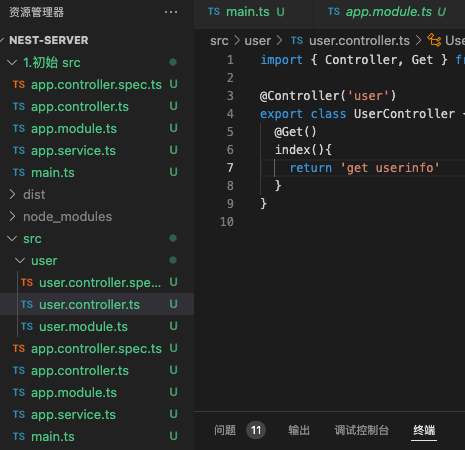 资源管理器 ···
NEST-SERVER
1.初始 src
TS app.controller.spec.ts U
TS app.controller.ts U
TS app.module.ts U
TS app.service.ts U
TS main.ts U
dist
node_modules
src
user
TS user.controller.spe... U
TS user.controller.ts U
TS user.module.ts U
TS app.controller.spec.ts U
TS app.controller.ts U
TS app.module.ts U
TS app.service.ts U
TS main.ts U
TS main.ts U TS app.module.ts U
src > user > TS user.controller.ts > Use
1 import { Controller, Get } f
2
3 @Controller('user')
4 export class UserController {
5 @Get()
6 index(){
7 return 'get userinfo'
8 }
9 }
10
问题 11 输出 调试控制台 终端